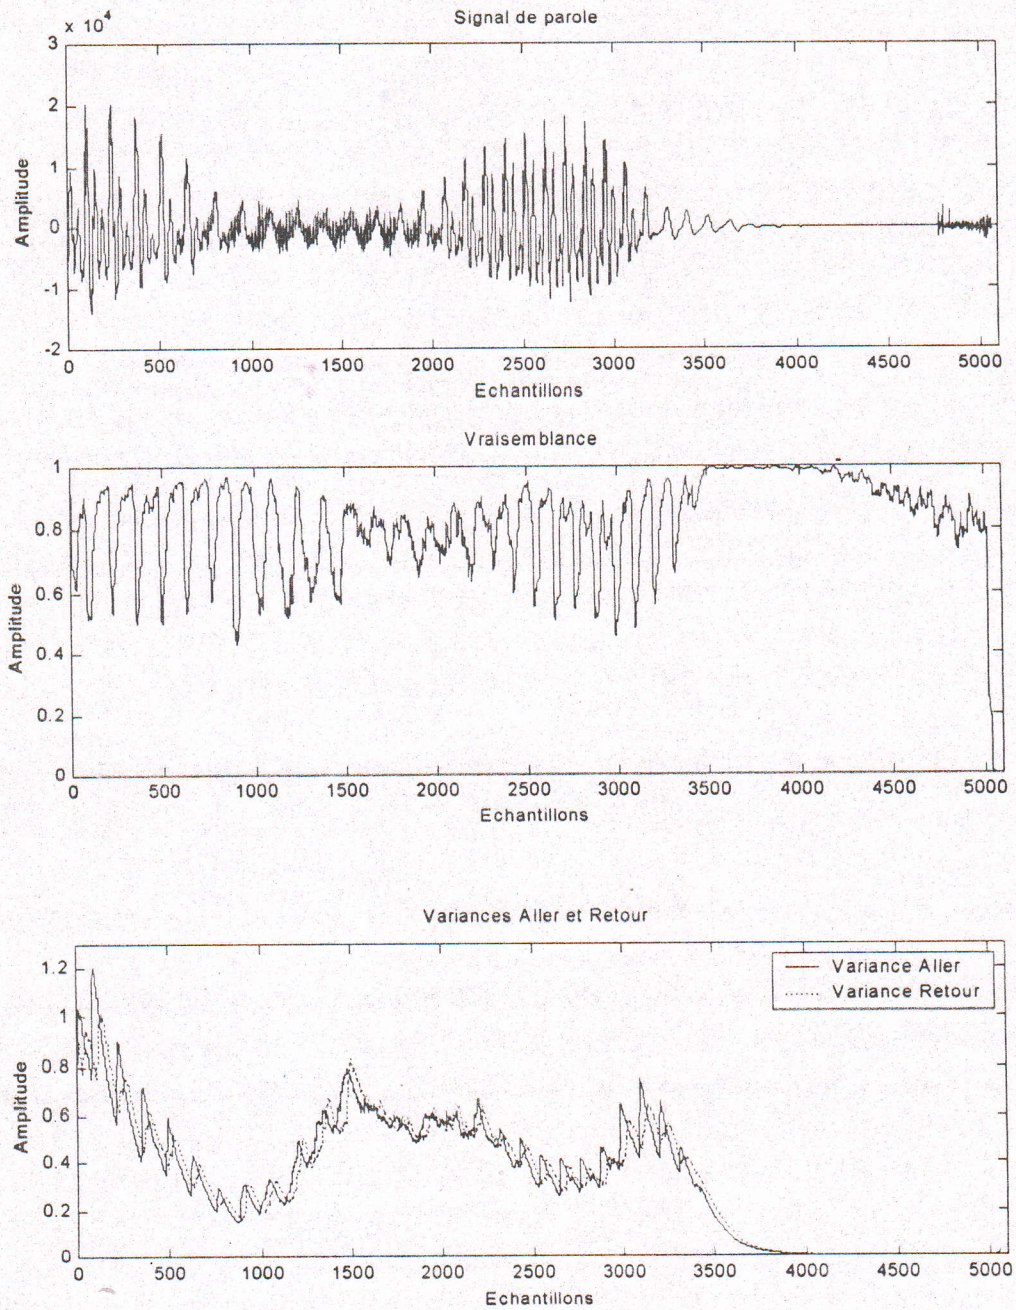 Signal de parole
x 10^4
3
2
1
0
-1
-2
Amplitude
0 500 1000 1500 2000 2500 3000 3500 4000 4500 5000
Echantillons
Vraisemblance
1
0.8
0.6
0.4
0.2
0
Amplitude
0 500 1000 1500 2000 2500 3000 3500 4000 4500 5000
Echantillons
Variances Aller et Retour
1.2
1
0.8
0.6
0.4
0.2
0
Amplitude
Variance Aller
Variance Retour
0 500 1000 1500 2000 2500 3000 3500 4000 4500 5000
Echantillons